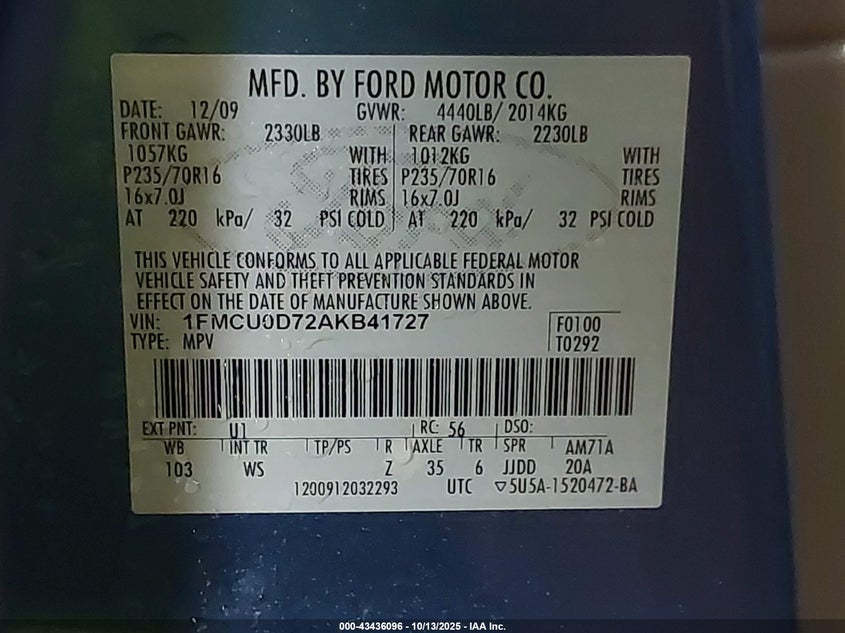 MFD. BY FORD MOTOR CO.
DATE: 12/09 GVWR: 4440LB/ 2014KG
FRONT GAWR: 2330LB REAR GAWR: 2230LB
1057KG WITH 1012KG WITH
P235/70R16 TIRES P235/70R16 TIRES
16x7.0J RIMS 16x7.0J RIMS
AT 220 kPa/ 32 PSI COLD AT 220 kPa/ 32 PSI COLD
THIS VEHICLE CONFORMS TO ALL APPLICABLE FEDERAL MOTOR
VEHICLE SAFETY AND THEFT PREVENTION STANDARDS IN
EFFECT ON THE DATE OF MANUFACTURE SHOWN ABOVE.
VIN: 1FMCU0D72AKB41727 F0100
TYPE: MPV T0292
EXT PNT: U1 RC: 56 DSO:
WB INT TR TP/PS R AXLE TR SPR AM71A
103 WS Z 35 6 JJDD 20A
1200912032293 UTC ▽5U5A-1520472-BA
000-43436096 - 10/13/2025 - IAA Inc.